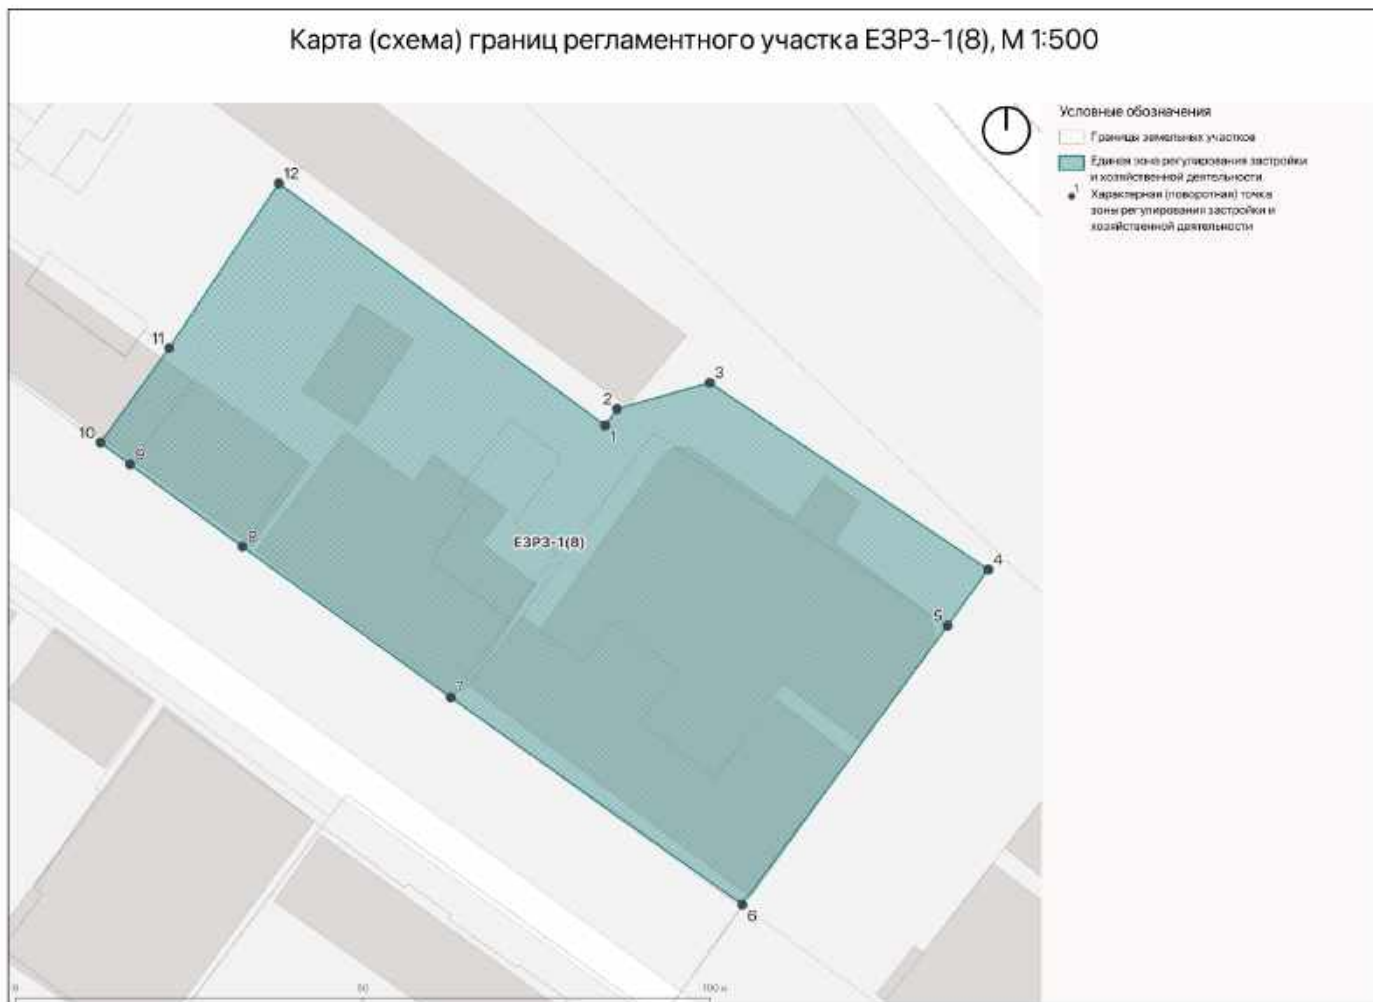 Карта (схема) границ регламентного участка ЕЗРЗ-1(8), М 1:500
Условные обозначения
Границы земельных участков
Единая зона регулирования застройки
и хозяйственной деятельности
1
Характерная (поворотная) точка
зоны регулирования застройки и
хозяйственной деятельности
12
11
3
2
1
10
9
8
ЕЗРЗ-1(8)
4
5
7
6
0
50
100 м